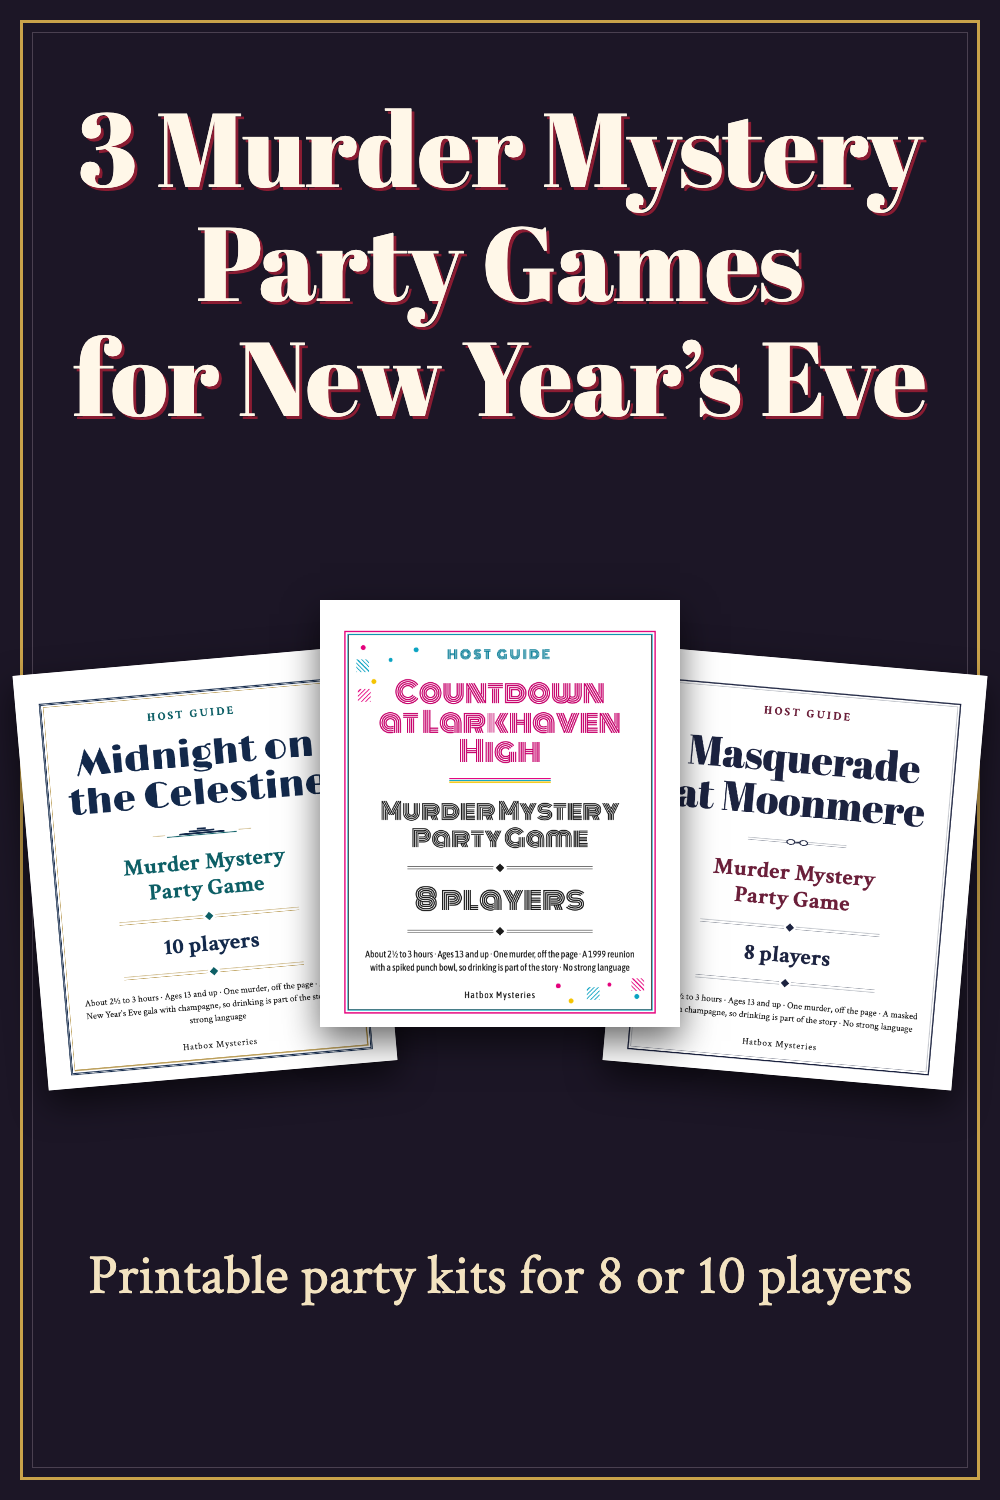 3 Murder Mystery
Party Games
for New Year’s Eve
HOST GUIDE
Midnight on
the Celestine
Murder Mystery
Party Game
10 players
About 2½ to 3 hours · Ages 13 and up · One murder, off the page ·
New Year's Eve gala with champagne, so drinking is part of the
strong language
Hatbox Mysteries
HOST GUIDE
Countdown
at Larkhaven
High
Murder Mystery
Party Game
8 players
About 2½ to 3 hours · Ages 13 and up · One murder, off the page · A 1999 reunion
with a spiked punch bowl, so drinking is part of the story · No strong language
Hatbox Mysteries
HOST GUIDE
Masquerade
at Moonmere
Murder Mystery
Party Game
8 players
to 3 hours · Ages 13 and up · One murder, off the page · A masked
champagne, so drinking is part of the story · No strong language
Hatbox Mysteries
Printable party kits for 8 or 10 players